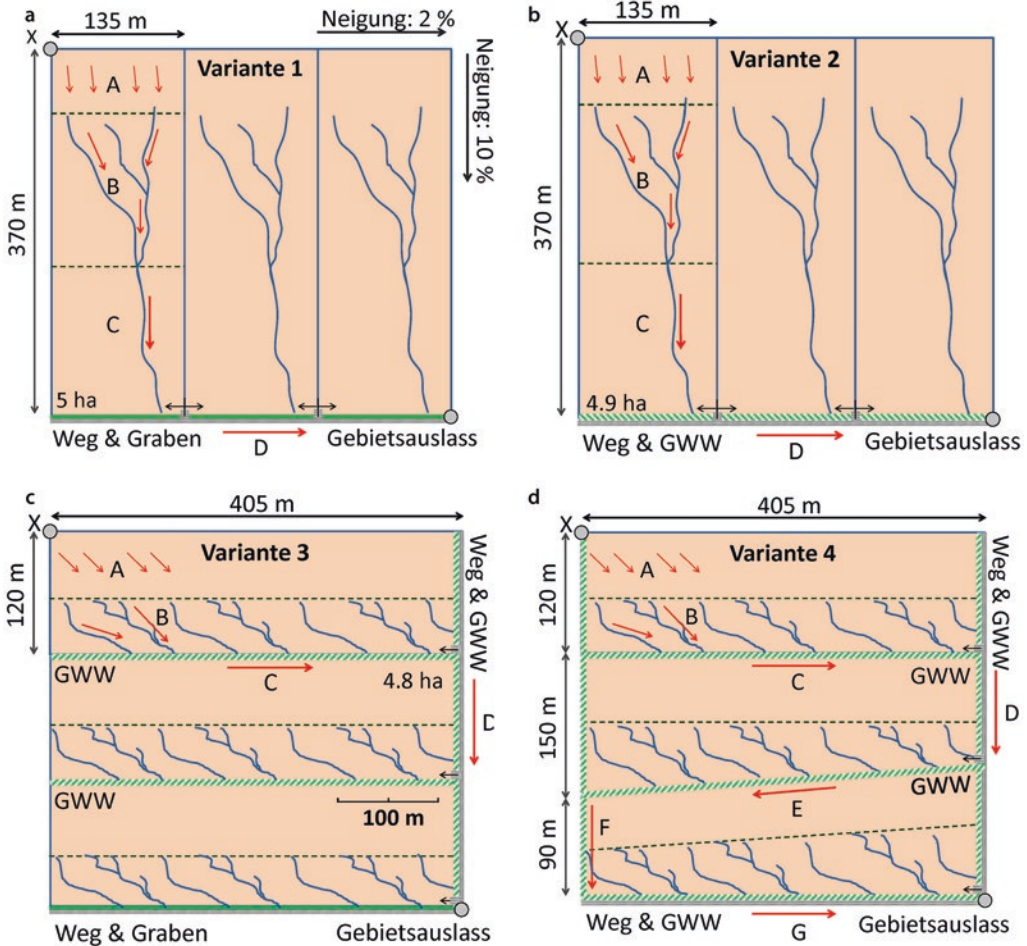 a
X
135 m
Neigung: 2 %
Variante 1
Neigung: 10 %
A
B
370 m
C
5 ha
Weg & Graben
D
Gebietsauslass
b
X
135 m
Variante 2
A
B
370 m
C
4.9 ha
Weg & GWW
D
Gebietsauslass
c
X
405 m
Variante 3
A
Weg & GWW
120 m
B
GWW
C
4.8 ha
D
GWW
100 m
Weg & Graben
Gebietsauslass
d
X
405 m
Variante 4
A
Weg & GWW
120 m
B
C
GWW
D
150 m
GWW
E
F
90 m
Weg & GWW
G
Gebietsauslass